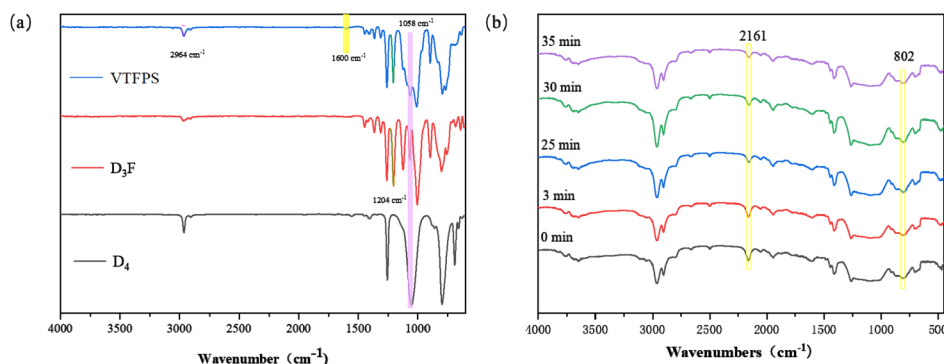 (a)
1058 cm⁻¹
2964 cm⁻¹
1600 cm⁻¹
VTFPS
D₃F
1204 cm⁻¹
D₄
4000 3500 3000 2500 2000 1500 1000
Wavenumber（cm⁻¹）
(b)
2161
802
35 min
30 min
25 min
3 min
0 min
4000 3500 3000 2500 2000 1500 1000 500
Wavenumbers (cm⁻¹)